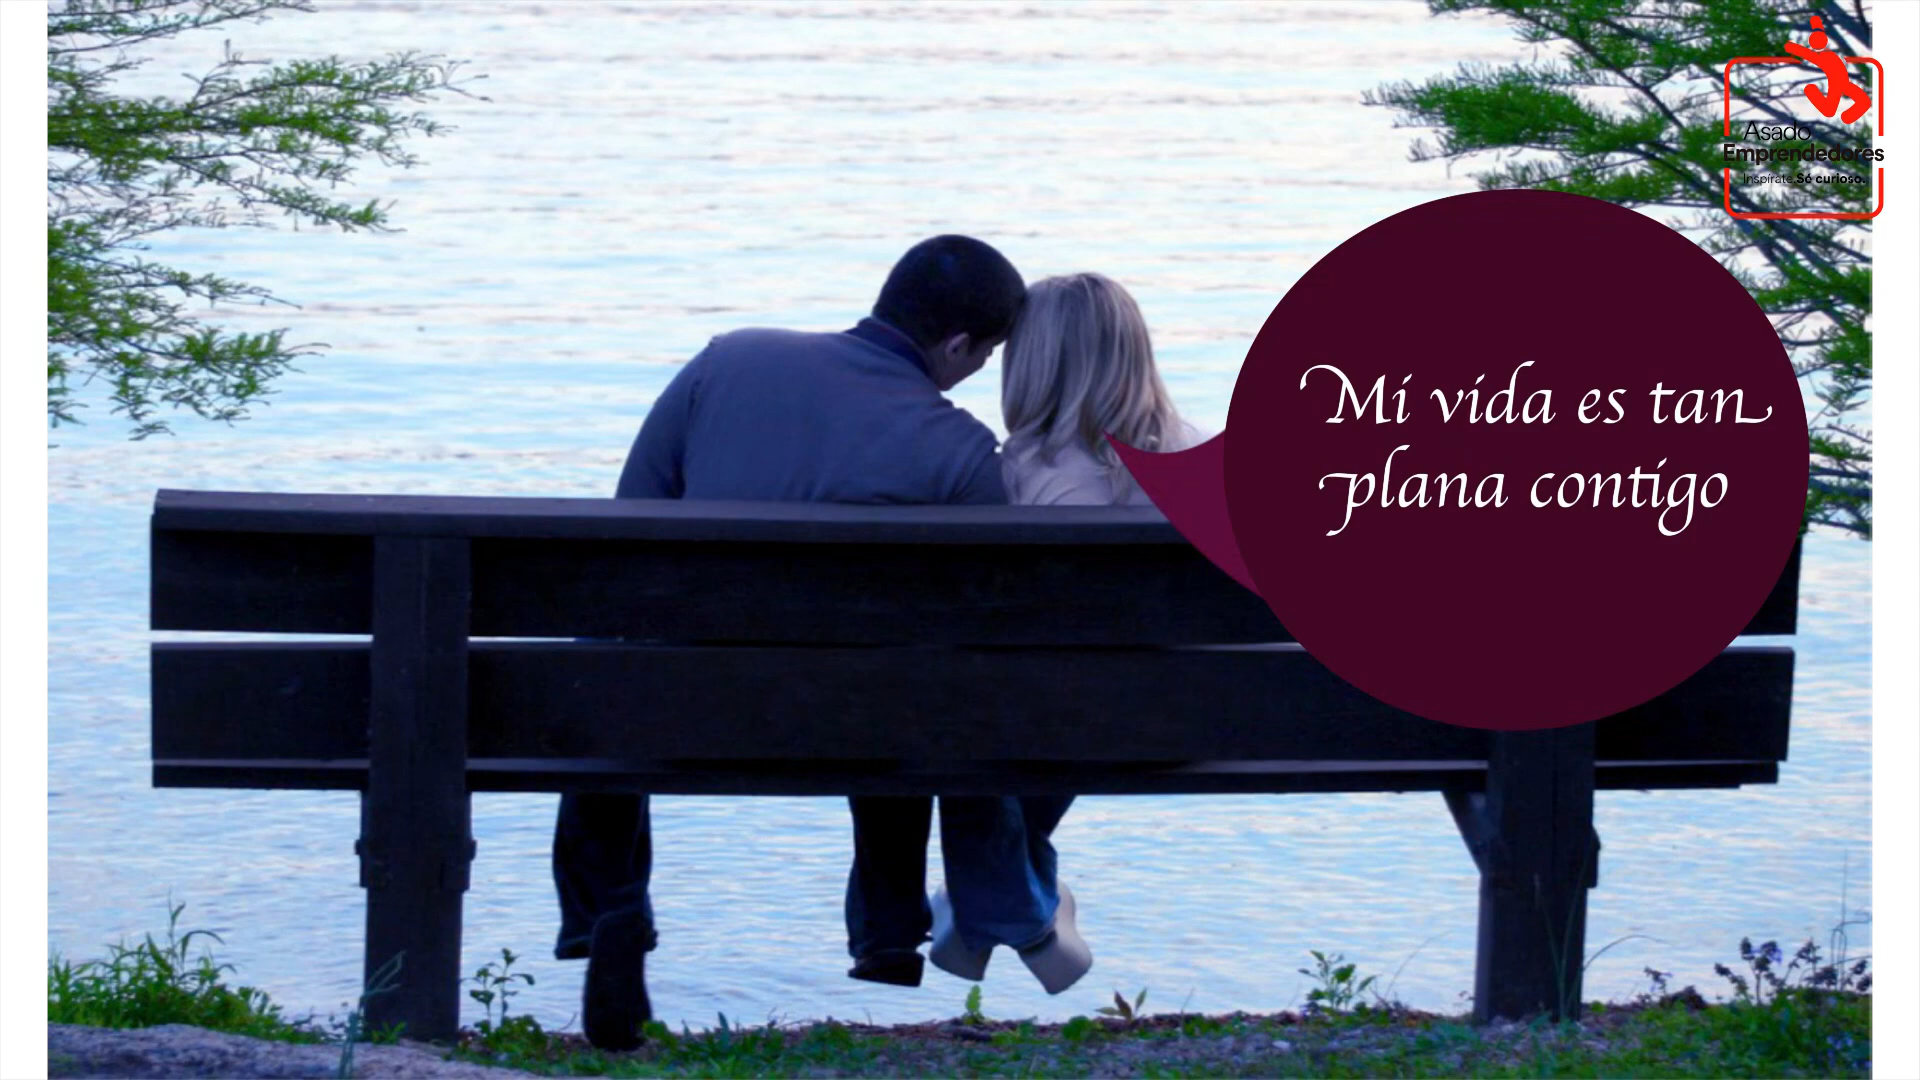 Asado
Emprendedores
Inspírate.Sé curioso.
Mi vida es tan
plana contigo